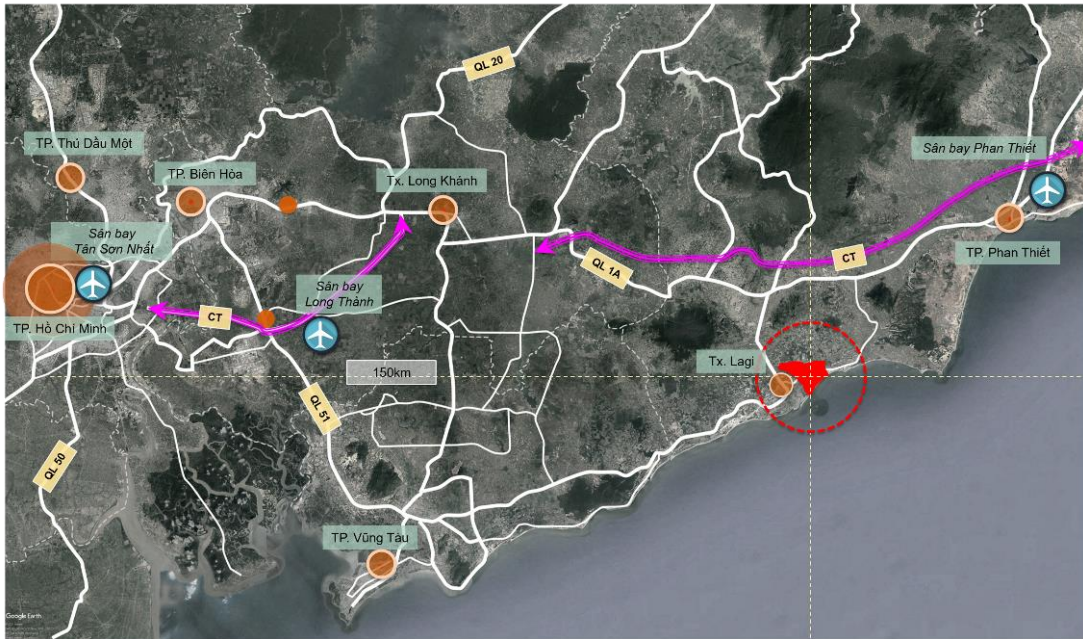 QL 20
TP. Thủ Dầu Một
TP. Biên Hòa
Tx. Long Khánh
Sân bay Phan Thiết
Sân bay
Tân Sơn Nhất
TP. Phan Thiết
CT
QL 1A
Sân bay
Long Thành
CT
TP. Hồ Chí Minh
Tx. Lagi
150km
QL 51
QL 50
TP. Vũng Tàu
Google Earth